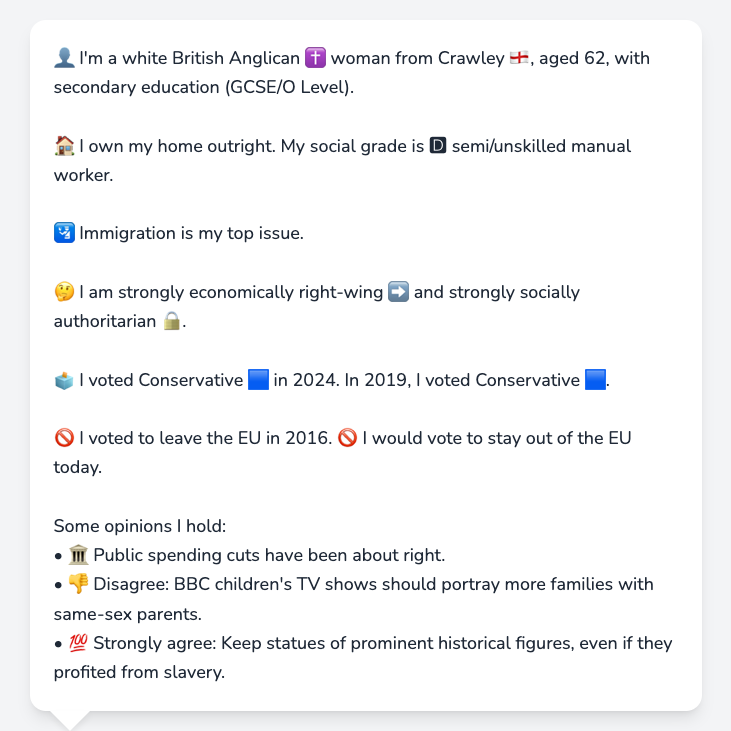 👤 I'm a white British Anglican ✝️ woman from Crawley 🏴󠁧󠁢󠁥󠁮󠁧󠁿, aged 62, with
secondary education (GCSE/O Level).
🏠 I own my home outright. My social grade is 🅳 semi/unskilled manual
worker.
🛂 Immigration is my top issue.
🤔 I am strongly economically right-wing ➡️ and strongly socially
authoritarian 🔒.
🗳️ I voted Conservative 🟦 in 2024. In 2019, I voted Conservative 🟦.
🚫 I voted to leave the EU in 2016. 🚫 I would vote to stay out of the EU
today.
Some opinions I hold:
• 🏛️ Public spending cuts have been about right.
• 👎 Disagree: BBC children's TV shows should portray more families with
same-sex parents.
• 💯 Strongly agree: Keep statues of prominent historical figures, even if they
profited from slavery.